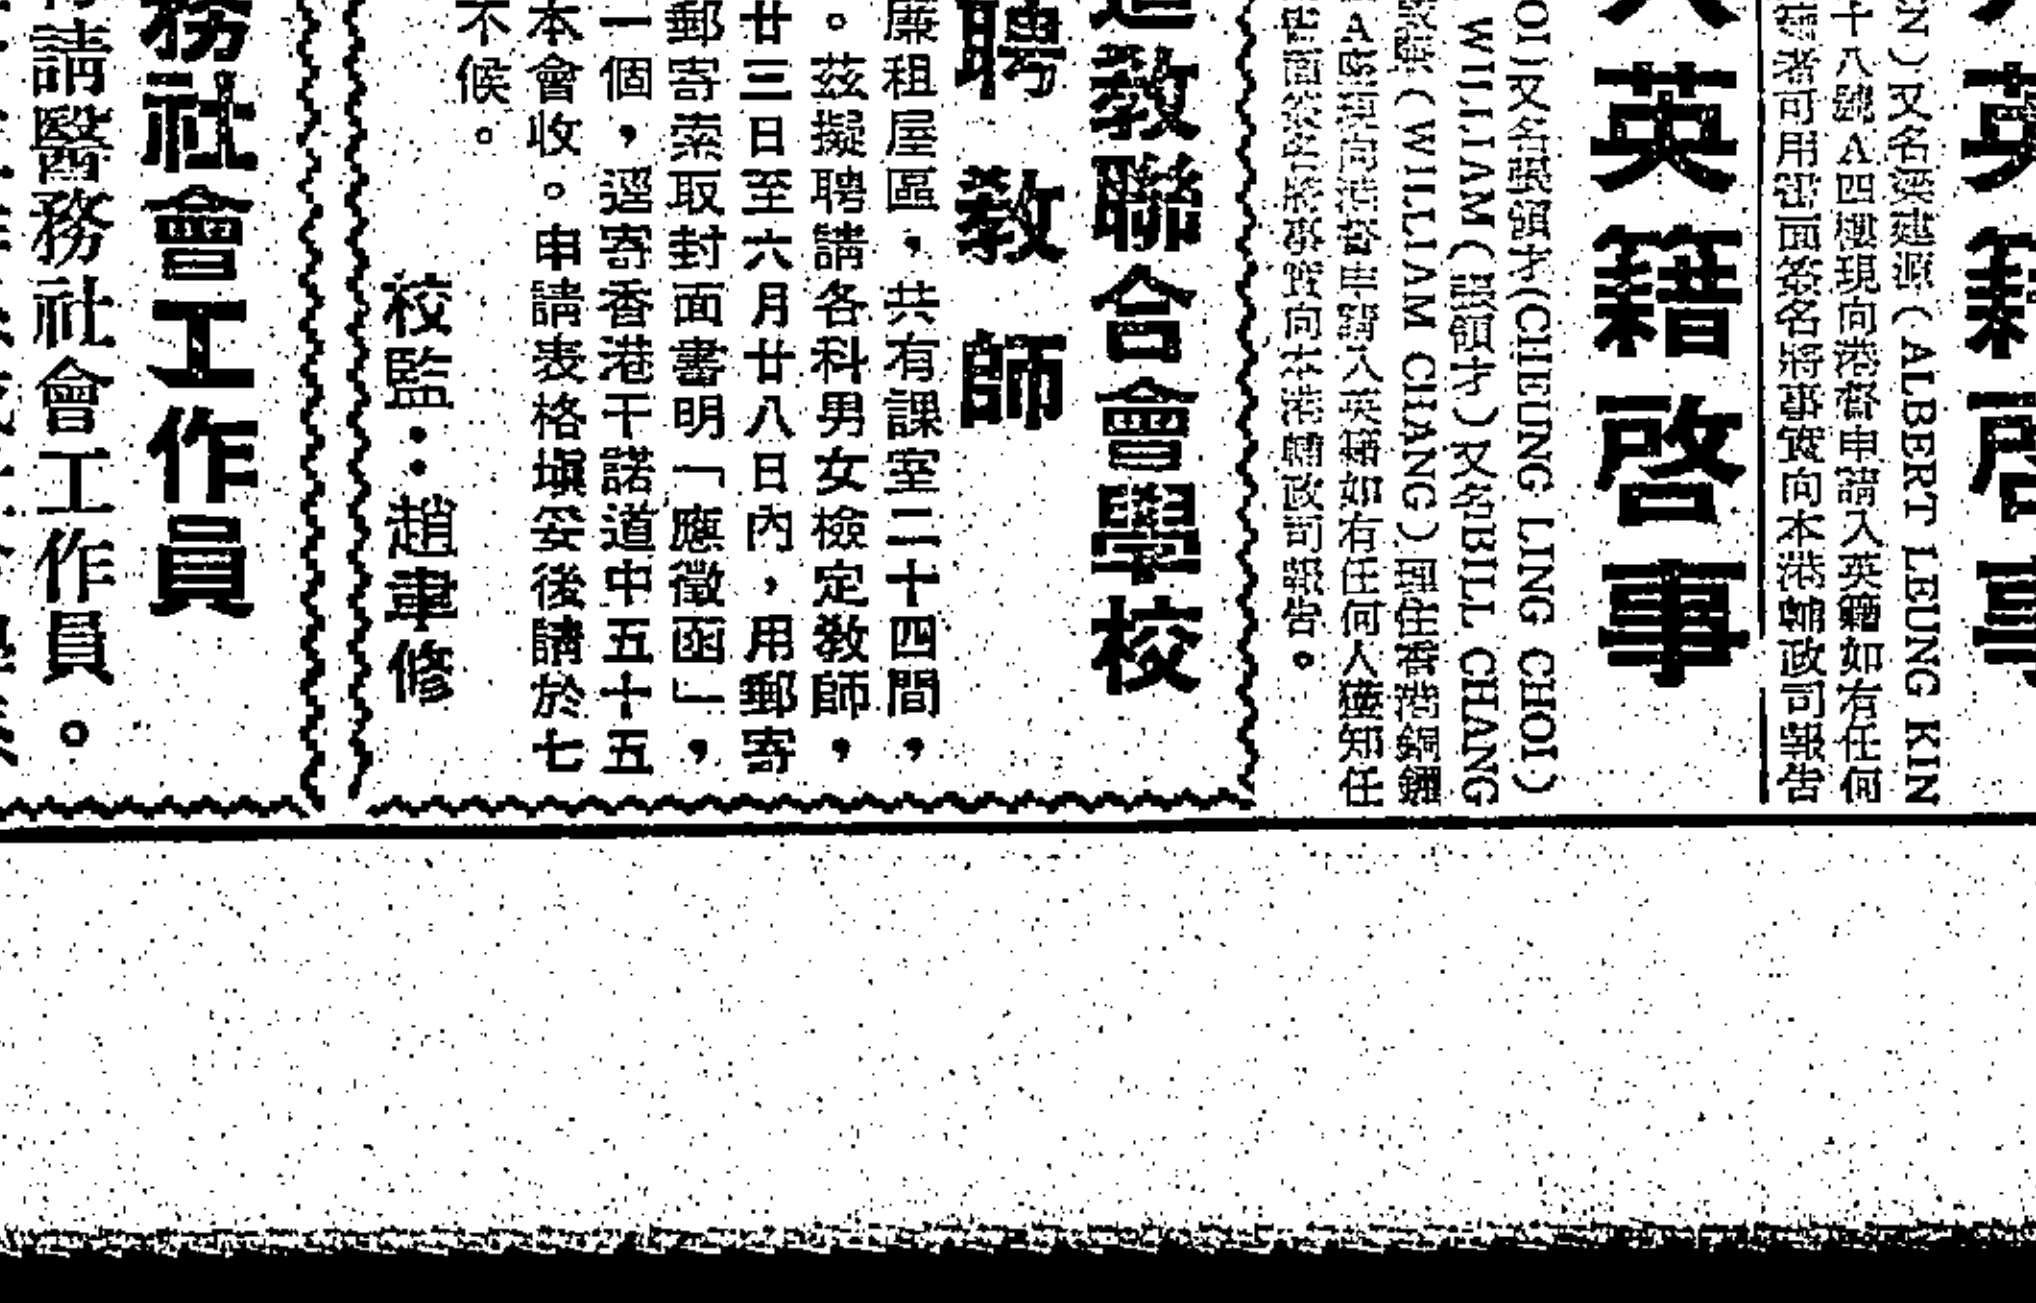 英籍啓
N)又名梁建源(ALBERT LEUNG KIN
十八號A四樓現向港督申請入英籍如有任何
者可用書面簽名將事實向本港輔政司報告
英籍啓事
OI)又名張領才(CHEUNG LING CHOI)
WILLIAM(張領才)又名BILL CHANG
(WILLIAM CHANG)現住香港銅鑼
A 現向港督申請入英籍如有任何人獲知任
書面簽名將事實向本港輔政司報告。
道教聯合會學校
聘教師
廉租屋區,共有課室二十四間,
。茲擬聘請各科男女檢定教師,
廿三日至六月廿八日內,用郵寄
郵寄索取封面書明「應徵函」,
一個,逕寄香港干諾道中五十五
本會收。申請表格塡妥後請於七
不候。
校監:趙聿修
務社會工作員
請醫務社會工作員。